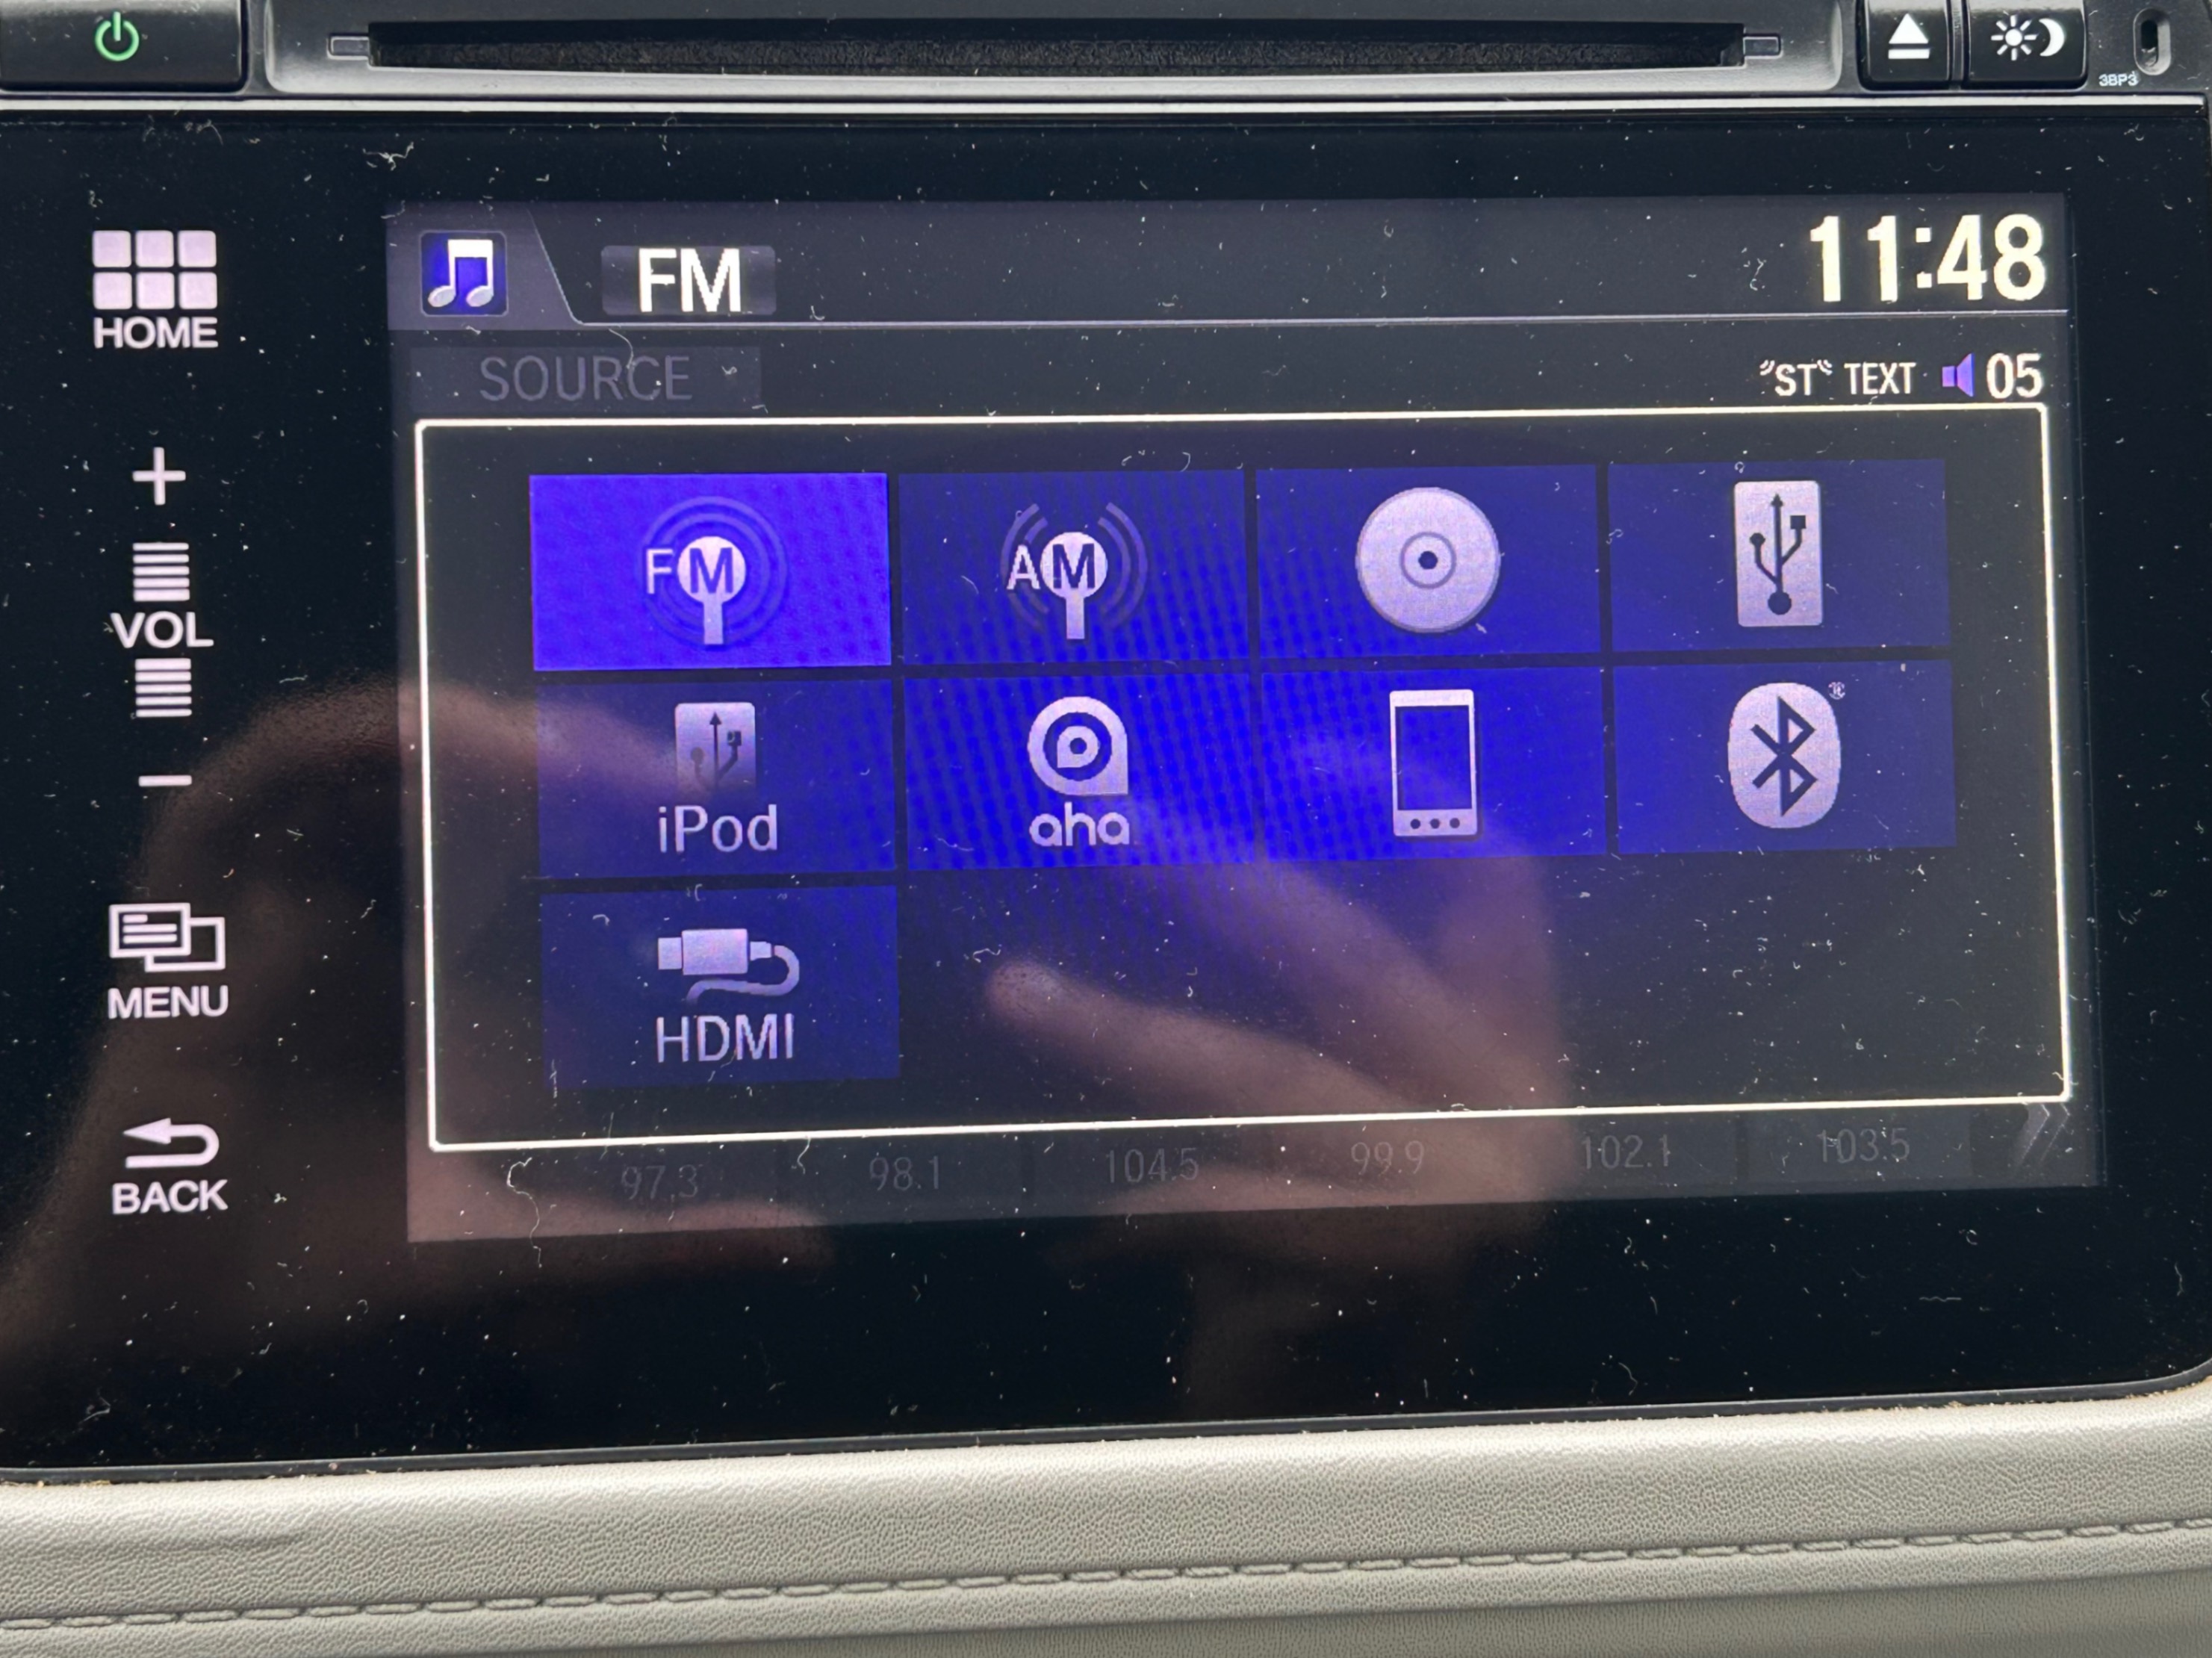 3BP3
HOME
FM
11:48
SOURCE
"ST" TEXT 05
+
VOL
−
FM
AM
iPod
aha
®
HDMI
MENU
BACK
97.3 98.1 104.5 99.9 102.1 103.5